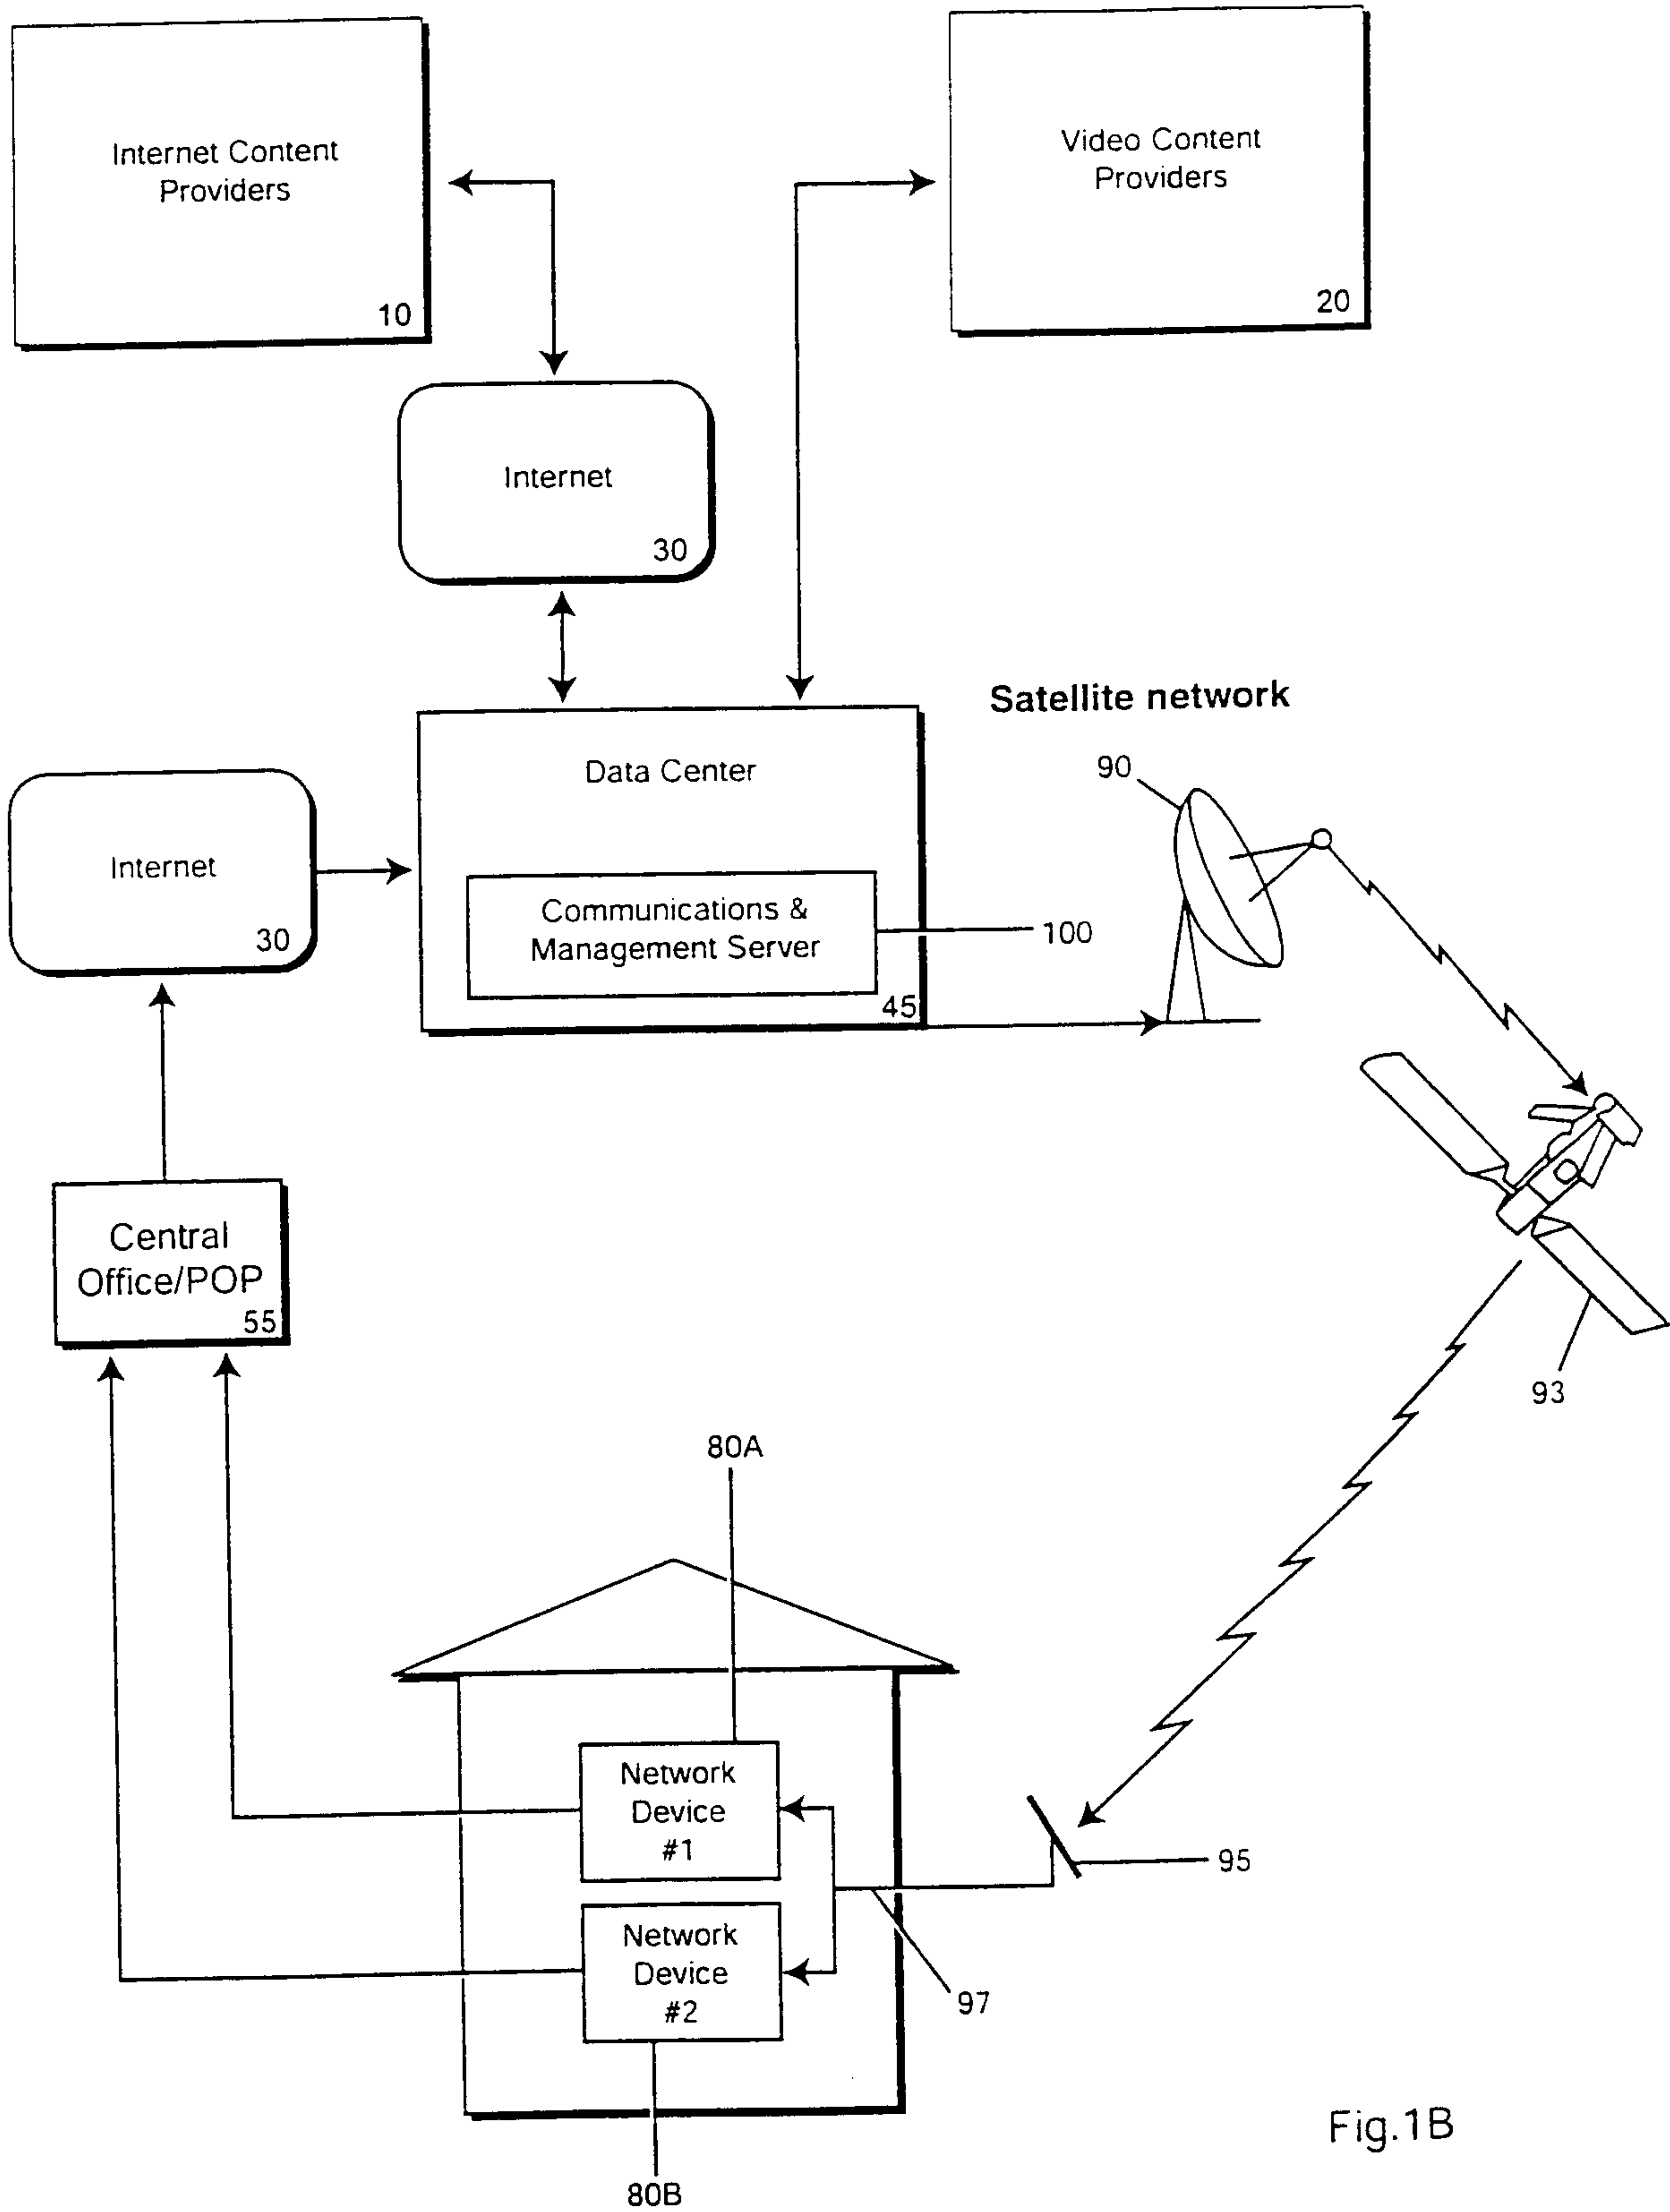 Internet Content
Providers
10
Video Content
Providers
20
Internet
30
Satellite network
Data Center
90
Internet
30
Communications &
Management Server
100
45
Central
Office/POP
55
93
80A
Network
Device
#1
95
Network
Device
#2
97
80B
Fig.1B